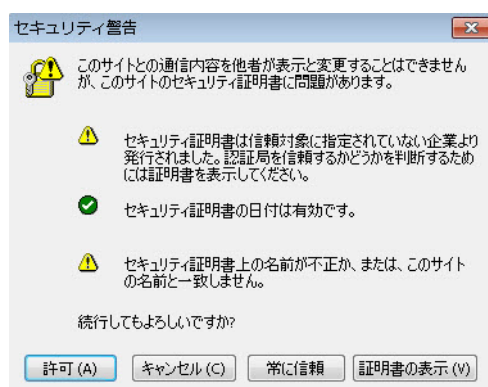 セキュリティ警告
このサイトとの通信内容を他者が表示と変更することはできません
が、このサイトのセキュリティ証明書に問題があります。
セキュリティ証明書は信頼対象に指定されていない企業より
発行されました。認証局を信頼するかどうかを判断するため
には証明書を表示してください。
セキュリティ証明書の日付は有効です。
セキュリティ証明書上の名前が不正か、または、このサイト
の名前と一致しません。
続行してもよろしいですか?
許可(A) キャンセル(C) 常に信頼 証明書の表示(V)